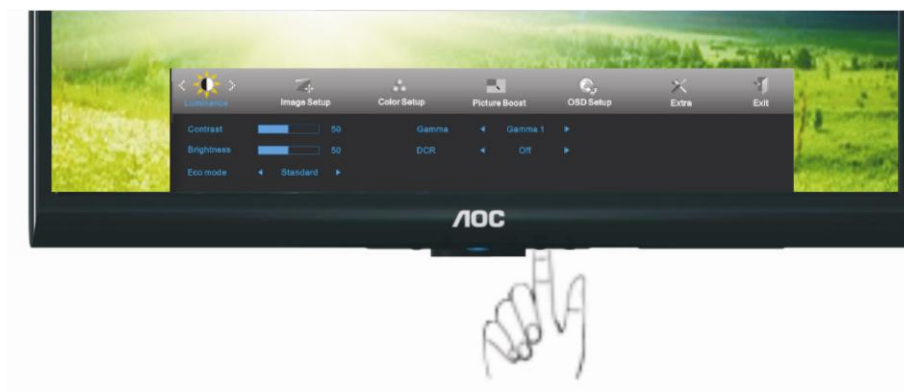 Luminance
Image Setup
Color Setup
Picture Boost
OSD Setup
Extra
Exit
Contrast 50 Gamma Gamma 1
Brightness 50 DCR Off
Eco mode Standard
AOC